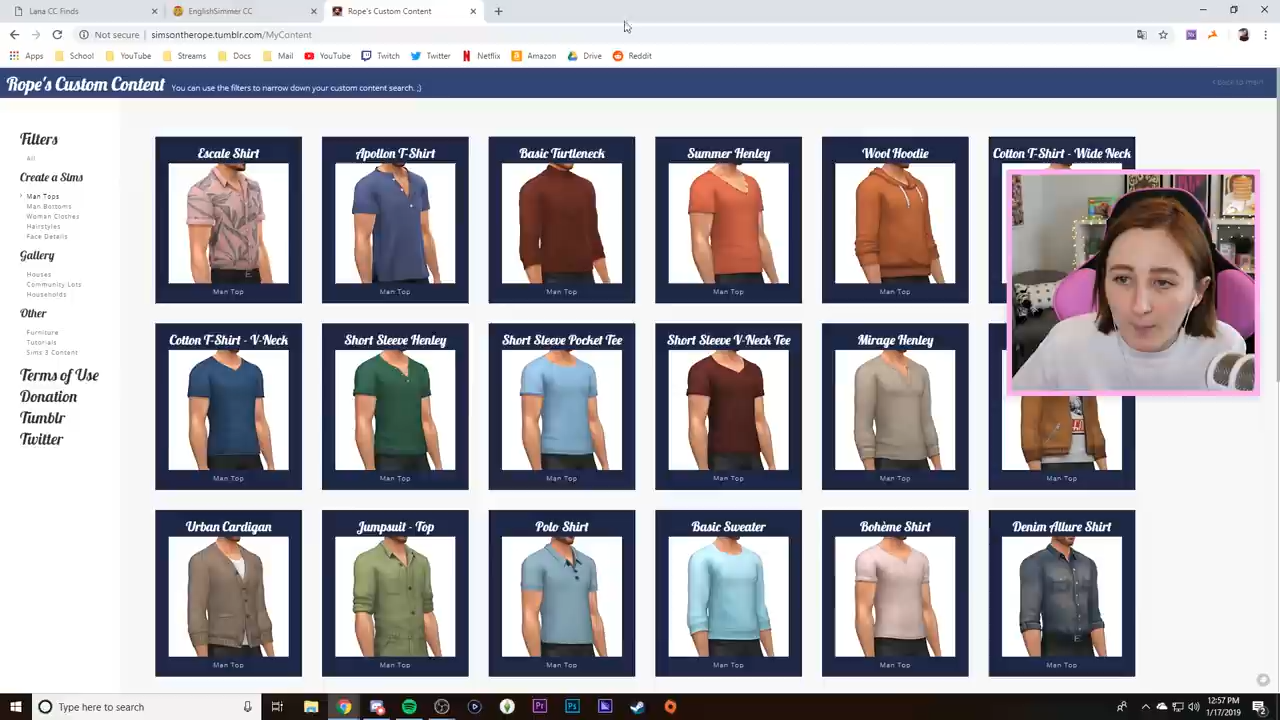 Lana CC Finds
EnglishSimmer CC
Rope's Custom Content
Not secure
simsontherope.tumblr.com/MyContent
Apps School YouTube Streams Docs Mail YouTube Twitch Twitter Netflix Amazon Drive Reddit
Rope's Custom Content
You can use the filters to narrow down your custom content search. ;)
< back to main
Filters
All
Create a Sims
› Man Tops
Man Bottoms
Woman Clothes
Hairstyles
Face Details
Gallery
Houses
Community Lots
Households
Other
Furniture
Tutorials
Sims 3 Content
Terms of Use
Donation
Tumblr
Twitter
Escale Shirt
Apollon T-Shirt
Basic Turtleneck
Summer Henley
Wool Hoodie
Cotton T-Shirt - Wide Neck
Man Top
Man Top
Man Top
Man Top
Man Top
Cotton T-Shirt - V-Neck
Short Sleeve Henley
Short Sleeve Pocket Tee
Short Sleeve V-Neck Tee
Mirage Henley
Man Top
Man Top
Man Top
Man Top
Man Top
Man Top
Urban Cardigan
Jumpsuit - Top
Polo Shirt
Basic Sweater
Bohème Shirt
Denim Allure Shirt
Man Top
Man Top
Man Top
Man Top
Man Top
Man Top
Type here to search
12:57 PM
1/17/2019